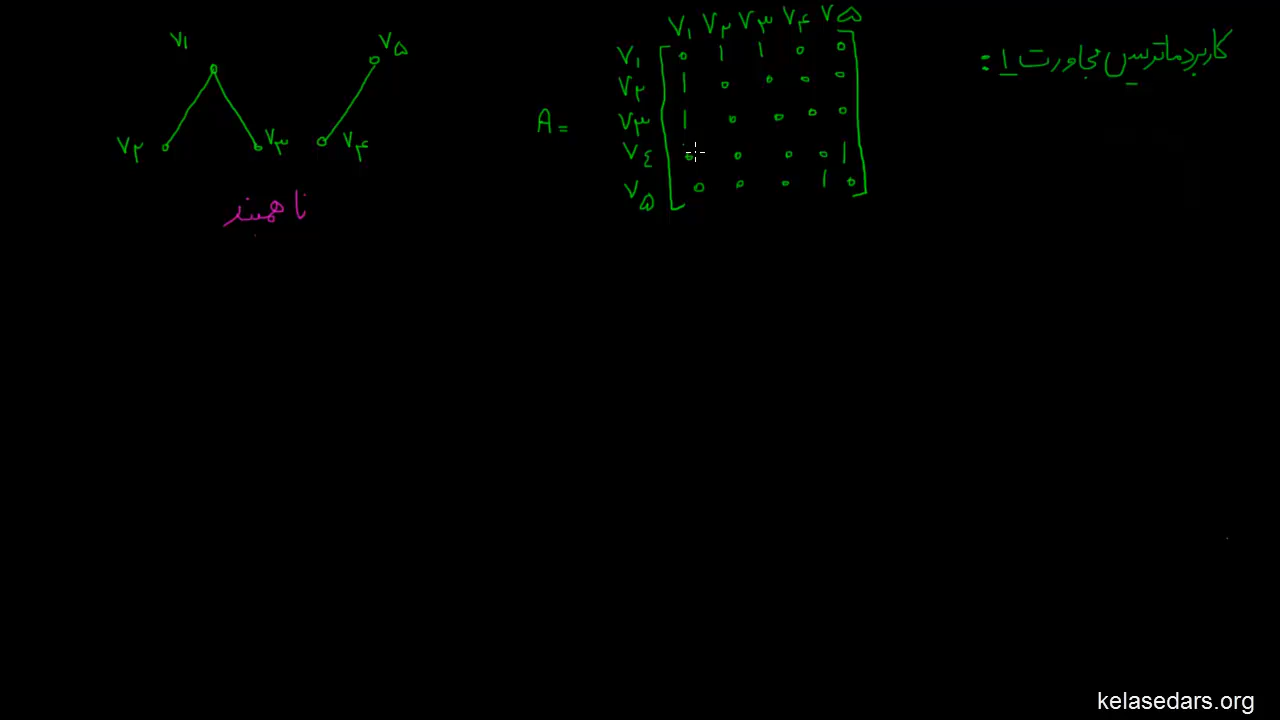 کاربرد ماتریس مجاورت ۱ :
V۱ V۲ V۳ V۴ V۵
A =
V۱ ۰ ۱ ۱ ۰ ۰
V۲ ۱ ۰ ۰ ۰ ۰
V۳ ۱ ۰ ۰ ۰ ۰
V٤ ۰ ۰ ۰ ۰ ۱
V۵ ۰ ۰ ۰ ۱ ۰
V۱ V۵
V۲ V۳ V۴
ناهمبند
kelasedars.org